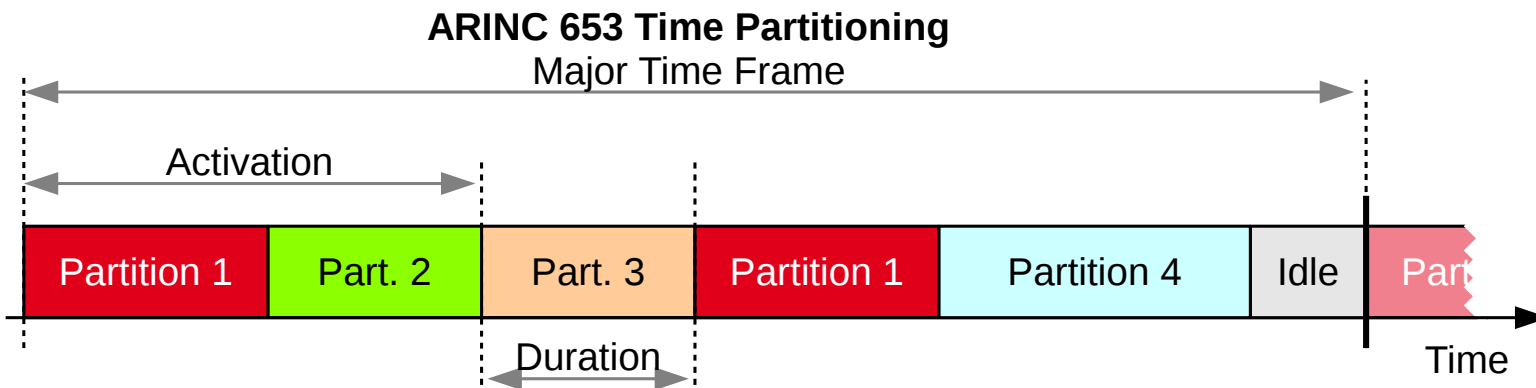 ARINC 653 Time Partitioning
Major Time Frame
Activation
Partition 1 Part. 2 Part. 3 Partition 1 Partition 4 Idle Part
Duration
Time